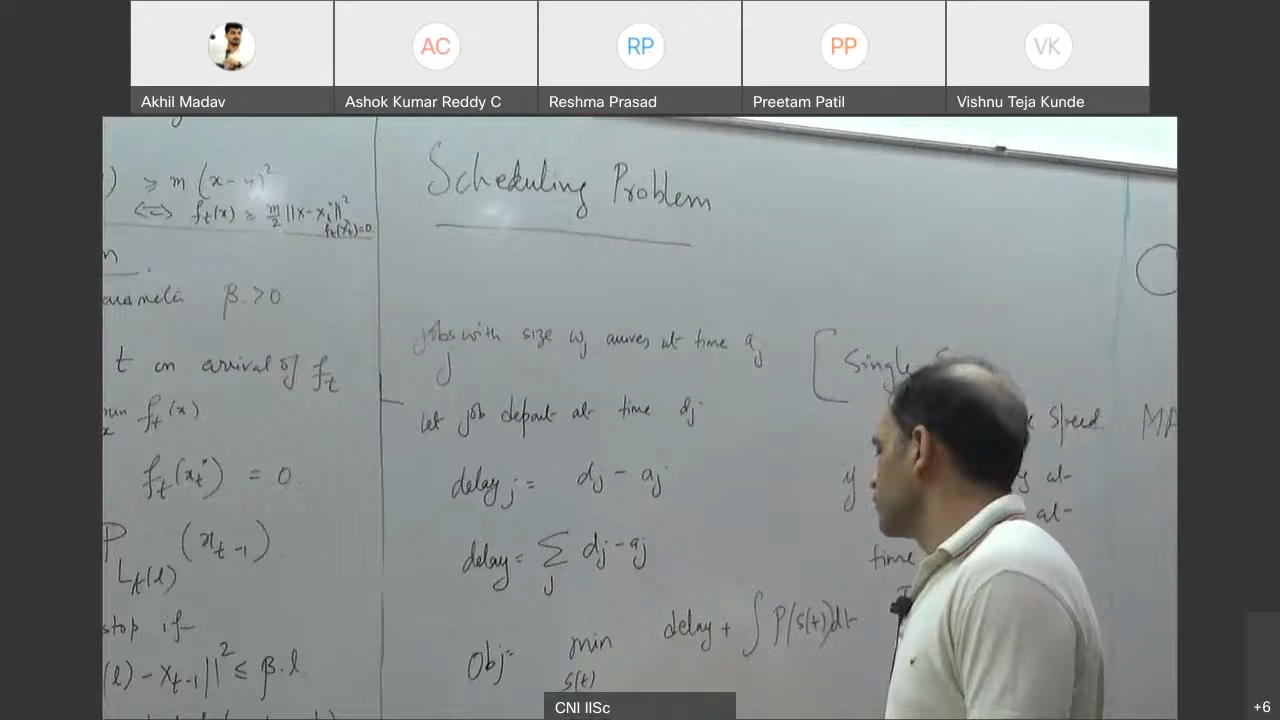 AC
RP
PP
VK
Akhil Madav
Ashok Kumar Reddy C
Reshma Prasad
Preetam Patil
Vishnu Teja Kunde
) ≥ m (x-y)²
⇔ f_t(x) ≥ m/2 ||x-x_t*||²
f_t(x_t*)=0
β > 0
t on arrival of f_t
f_t(x)
f_t(x_t*) = 0.
P_{L_t(l)} (x_{t-1})
stop if
(l) - x_{t-1}||² ≤ β.l
Scheduling Problem
jobs with size w_j arrives at time a_j
j
let job depart at time d_j
delay_j = d_j - a_j
delay = Σ_j d_j - a_j
Obj = min_{s(t)} delay + ∫ P(s(t))dt
[ Single
speed
if
at
at
time
CNI IISc
+6